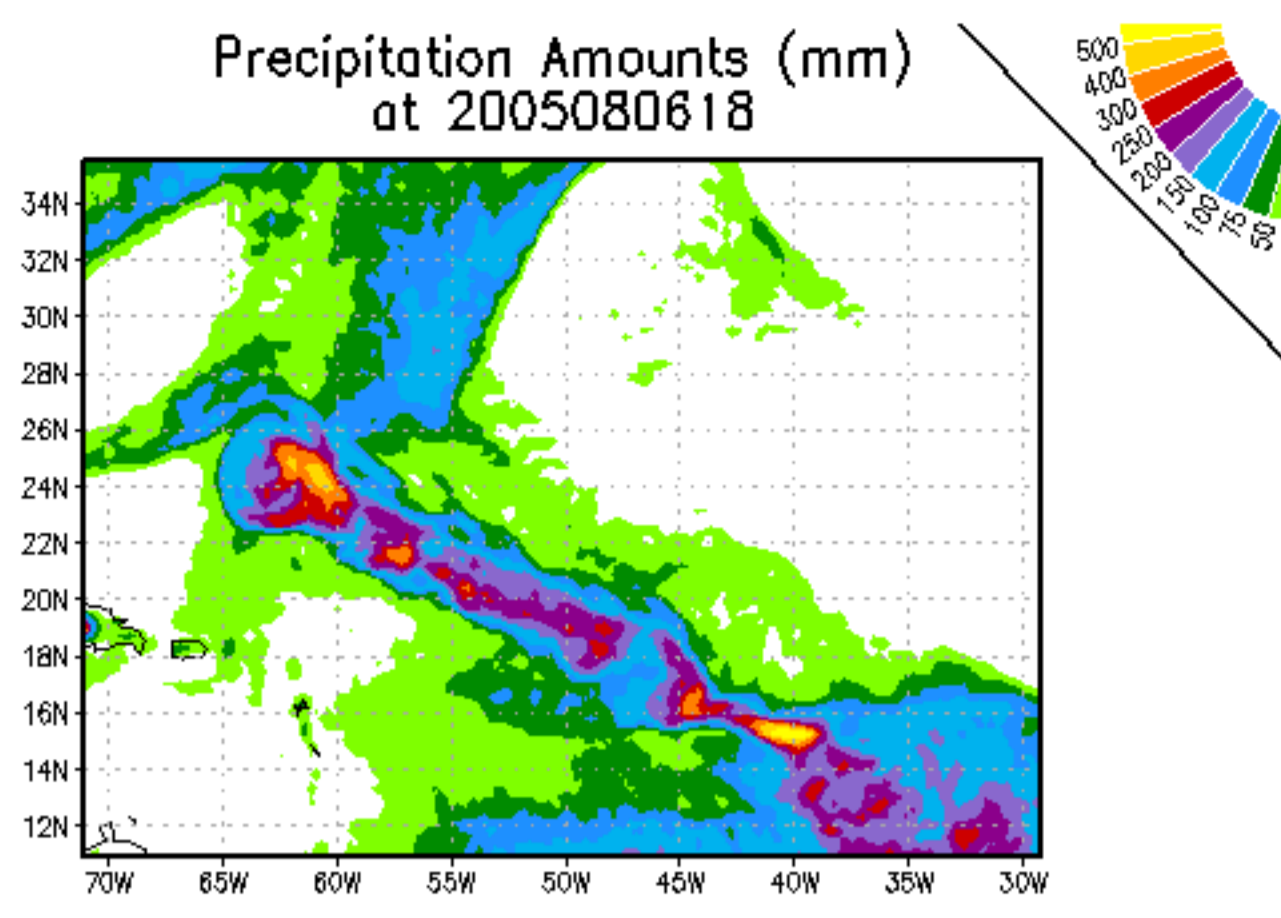 Precipitation Amounts (mm)
at 2005080618
500
400
300
250
200
150
100
75
50
34N
32N
30N
28N
26N
24N
22N
20N
18N
16N
14N
12N
70W 65W 60W 55W 50W 45W 40W 35W 30W